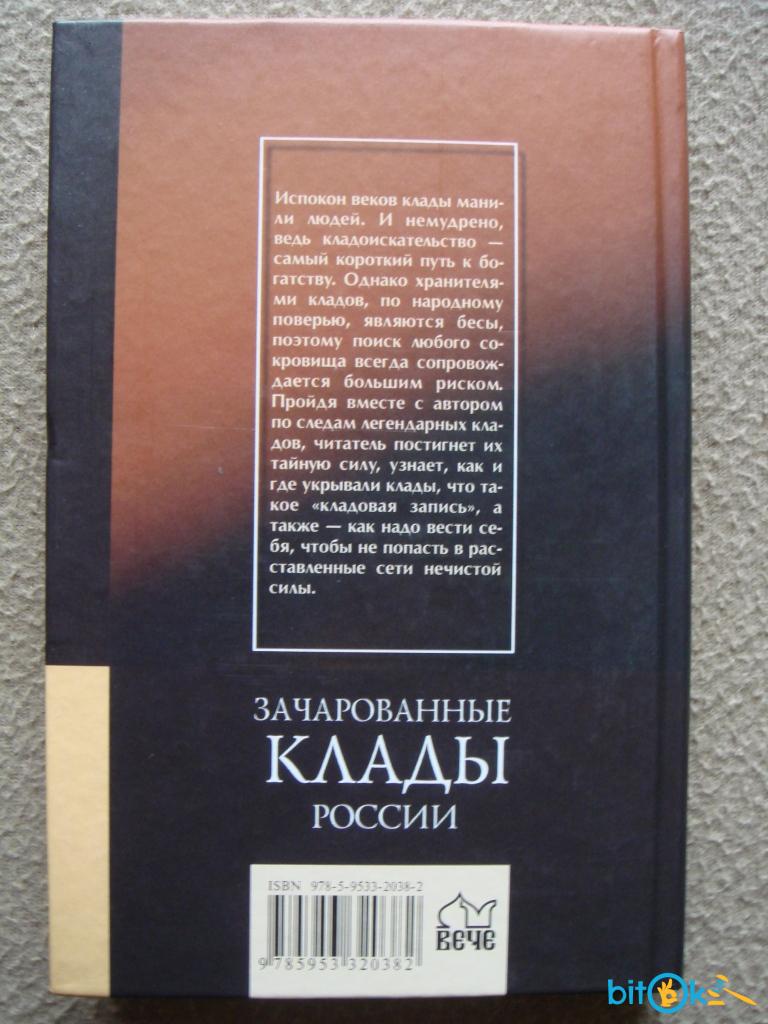 Испокон веков клады мани-
ли людей. И немудрено,
ведь кладоискательство —
самый короткий путь к бо-
гатству. Однако хранителя-
ми кладов, по народному
поверью, являются бесы,
поэтому поиск любого со-
кровища всегда сопровож-
дается большим риском.
Пройдя вместе с автором
по следам легендарных кла-
дов, читатель постигнет их
тайную силу, узнает, как и
где укрывали клады, что та-
кое «кладовая запись», а
также — как надо вести се-
бя, чтобы не попасть в рас-
ставленные сети нечистой
силы.
ЗАЧАРОВАННЫЕ
КЛАДЫ
РОССИИ
ISBN 978-5-9533-2038-2
9 785953 320382
ВЕЧЕ
bitOk